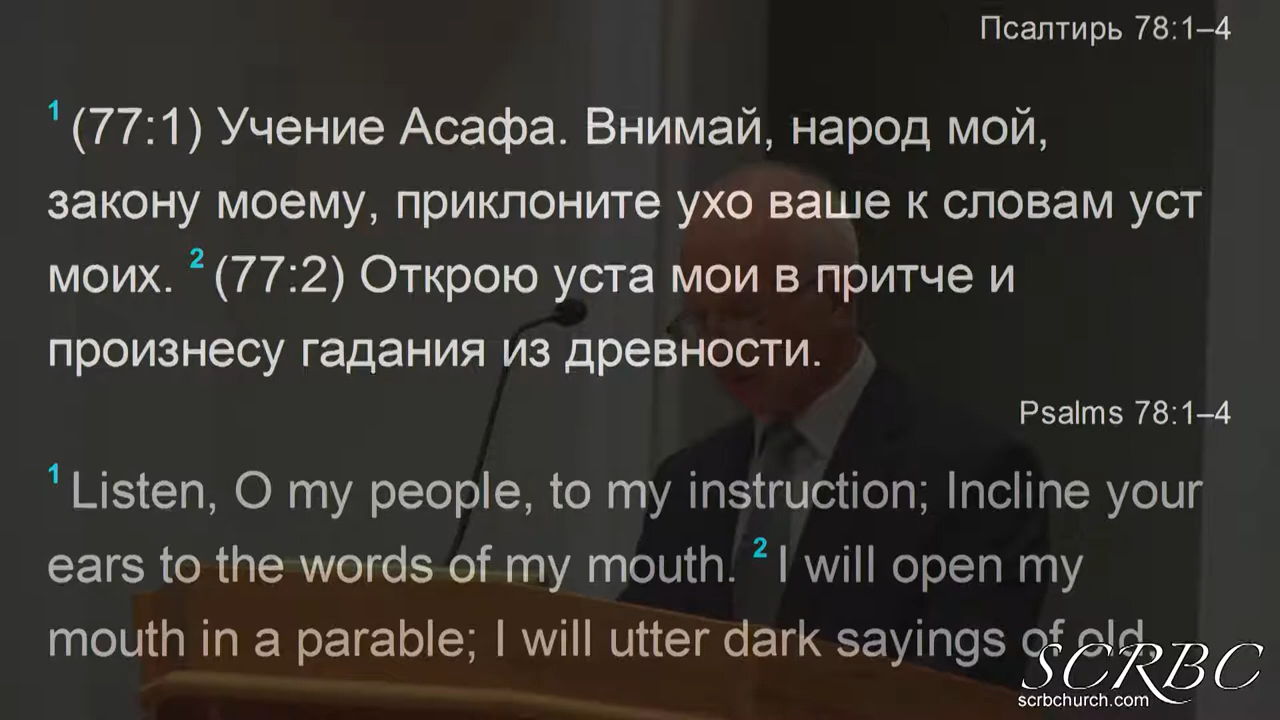 Псалтирь 78:1–4
1 (77:1) Учение Асафа. Внимай, народ мой,
закону моему, приклоните ухо ваше к словам уст
моих. 2 (77:2) Открою уста мои в притче и
произнесу гадания из древности.
Psalms 78:1–4
1 Listen, O my people, to my instruction; Incline your
ears to the words of my mouth. 2 I will open my
mouth in a parable; I will utter dark sayings of old
SCRBC
scrbchurch.com